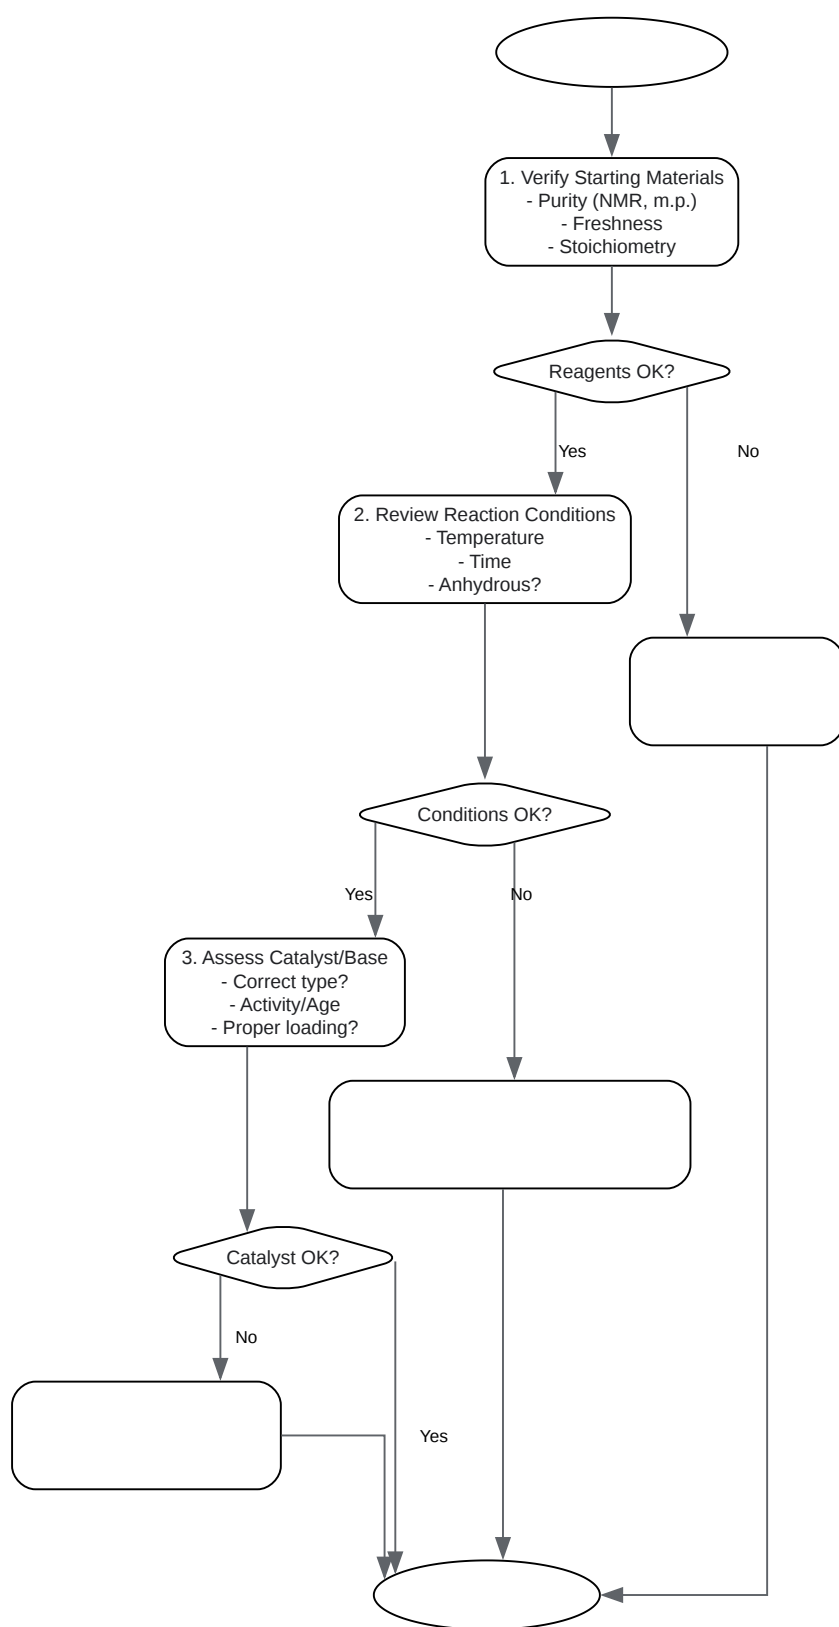 1. Verify Starting Materials
- Purity (NMR, m.p.)
- Freshness
- Stoichiometry
Reagents OK?
Yes
No
2. Review Reaction Conditions
- Temperature
- Time
- Anhydrous?
Conditions OK?
Yes
No
3. Assess Catalyst/Base
- Correct type?
- Activity/Age
- Proper loading?
Catalyst OK?
No
Yes